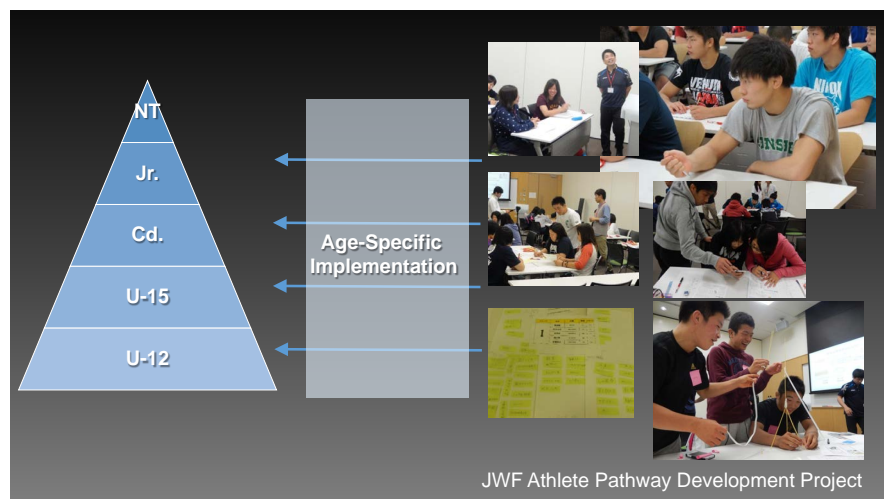 NT
Jr.
Cd.
U-15
U-12
Age-Specific
Implementation
JWF Athlete Pathway Development Project